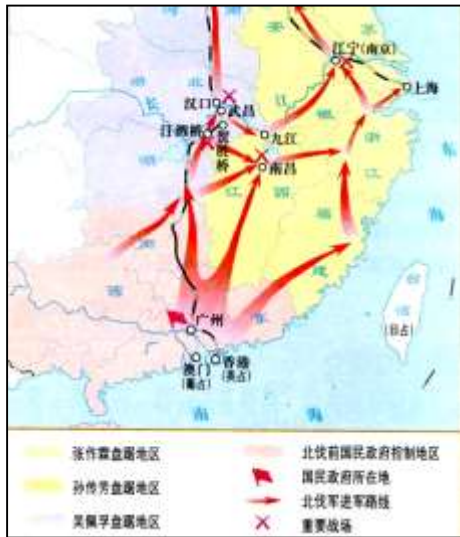 江宁(南京)
上海
汉口
武昌
汀泗桥
贺胜桥
九江
南昌
广州
澳门
(葡占)
香港
(英占)
(日占)
南
海
张作霖盘踞地区
孙传芳盘踞地区
吴佩孚盘踞地区
北伐前国民政府控制地区
国民政府所在地
北伐军进军路线
重要战场